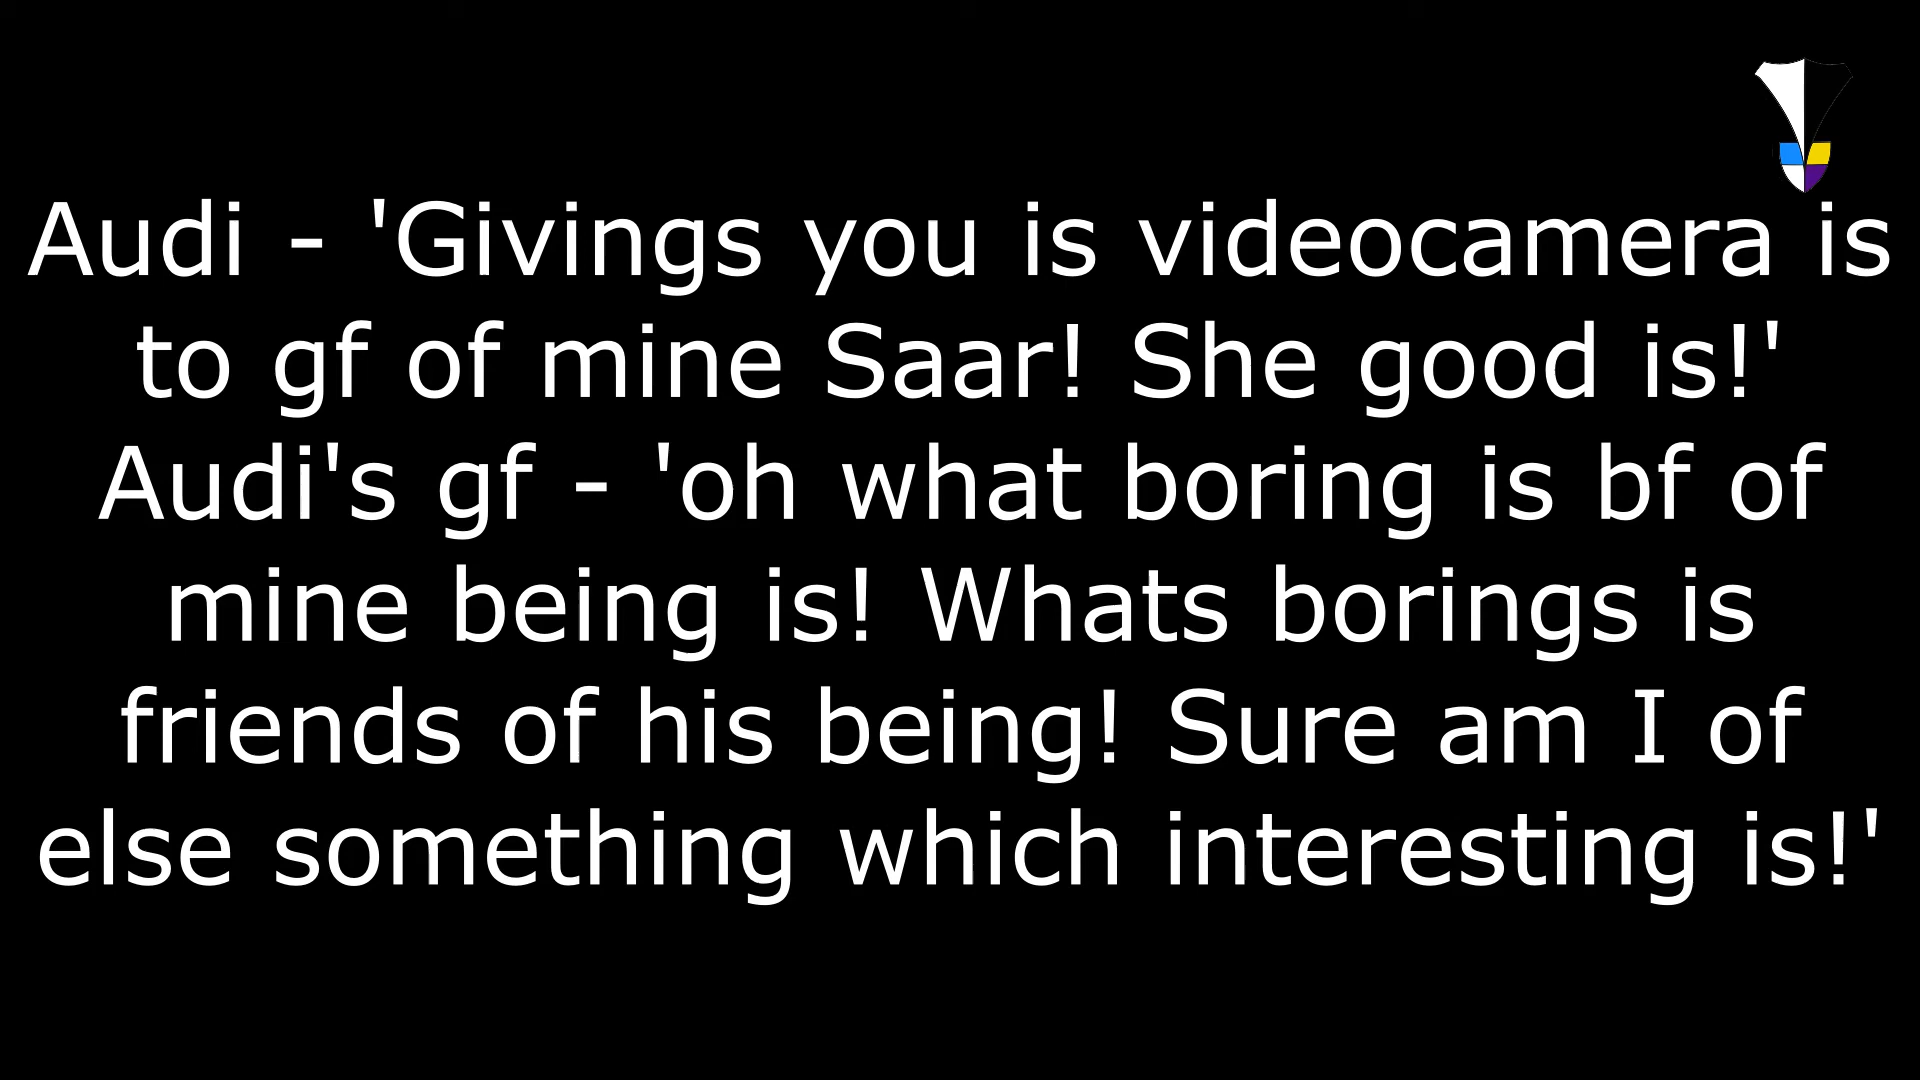 Audi - 'Givings you is videocamera is
to gf of mine Saar! She good is!'
Audi's gf - 'oh what boring is bf of
mine being is! Whats borings is
friends of his being! Sure am I of
else something which interesting is!'